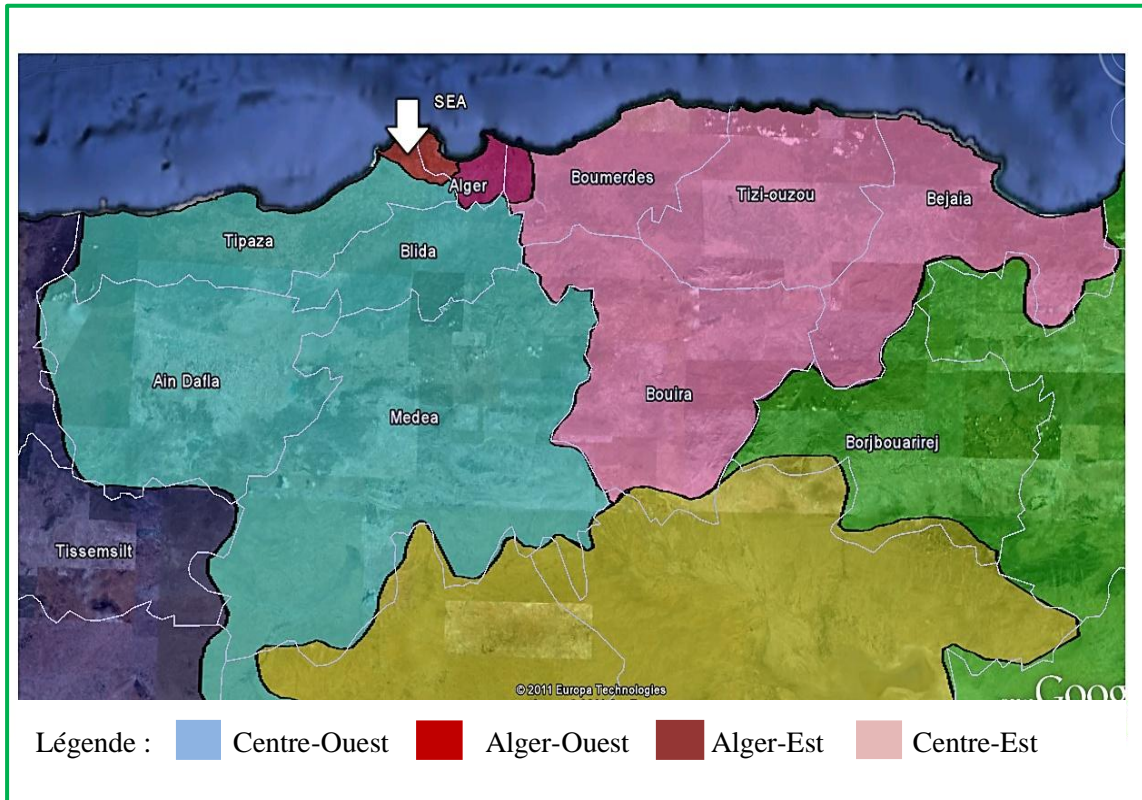 SEA
Alger
Boumerdes
Tizi-ouzou
Bejaia
Tipaza
Blida
Ain Dafla
Medea
Bouira
Borjbouarirej
Tissemsilt
© 2011 Europa Technologies
Goog
Légende : Centre-Ouest Alger-Ouest Alger-Est Centre-Est